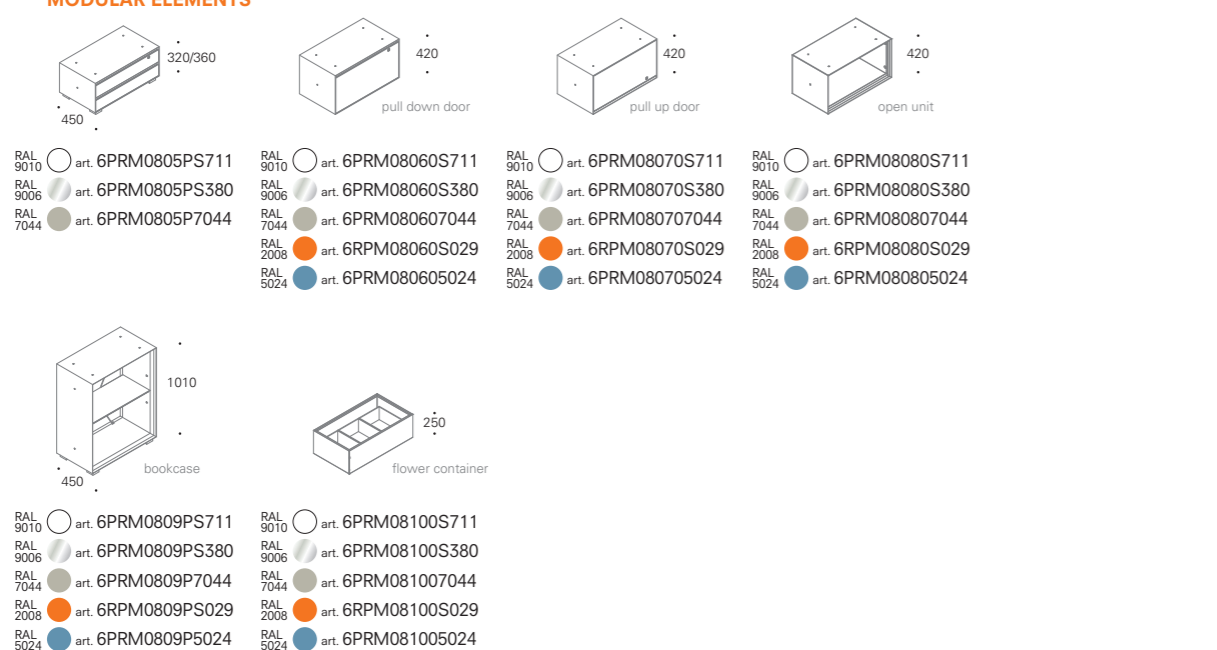 MODULAR ELEMENTS
320/360
450
420
pull down door
420
pull up door
420
open unit
RAL 9010 art. 6PRM0805PS711
RAL 9006 art. 6PRM0805PS380
RAL 7044 art. 6PRM0805P7044
RAL 9010 art. 6PRM08060S711
RAL 9006 art. 6PRM08060S380
RAL 7044 art. 6PRM080607044
RAL 2008 art. 6RPM08060S029
RAL 5024 art. 6PRM080605024
RAL 9010 art. 6PRM08070S711
RAL 9006 art. 6PRM08070S380
RAL 7044 art. 6PRM080707044
RAL 2008 art. 6RPM08070S029
RAL 5024 art. 6PRM080705024
RAL 9010 art. 6PRM08080S711
RAL 9006 art. 6PRM08080S380
RAL 7044 art. 6PRM080807044
RAL 2008 art. 6RPM08080S029
RAL 5024 art. 6PRM080805024
1010
450
bookcase
250
flower container
RAL 9010 art. 6PRM0809PS711
RAL 9006 art. 6PRM0809PS380
RAL 7044 art. 6PRM0809P7044
RAL 2008 art. 6RPM0809PS029
RAL 5024 art. 6PRM0809P5024
RAL 9010 art. 6PRM08100S711
RAL 9006 art. 6PRM08100S380
RAL 7044 art. 6PRM081007044
RAL 2008 art. 6RPM08100S029
RAL 5024 art. 6PRM081005024